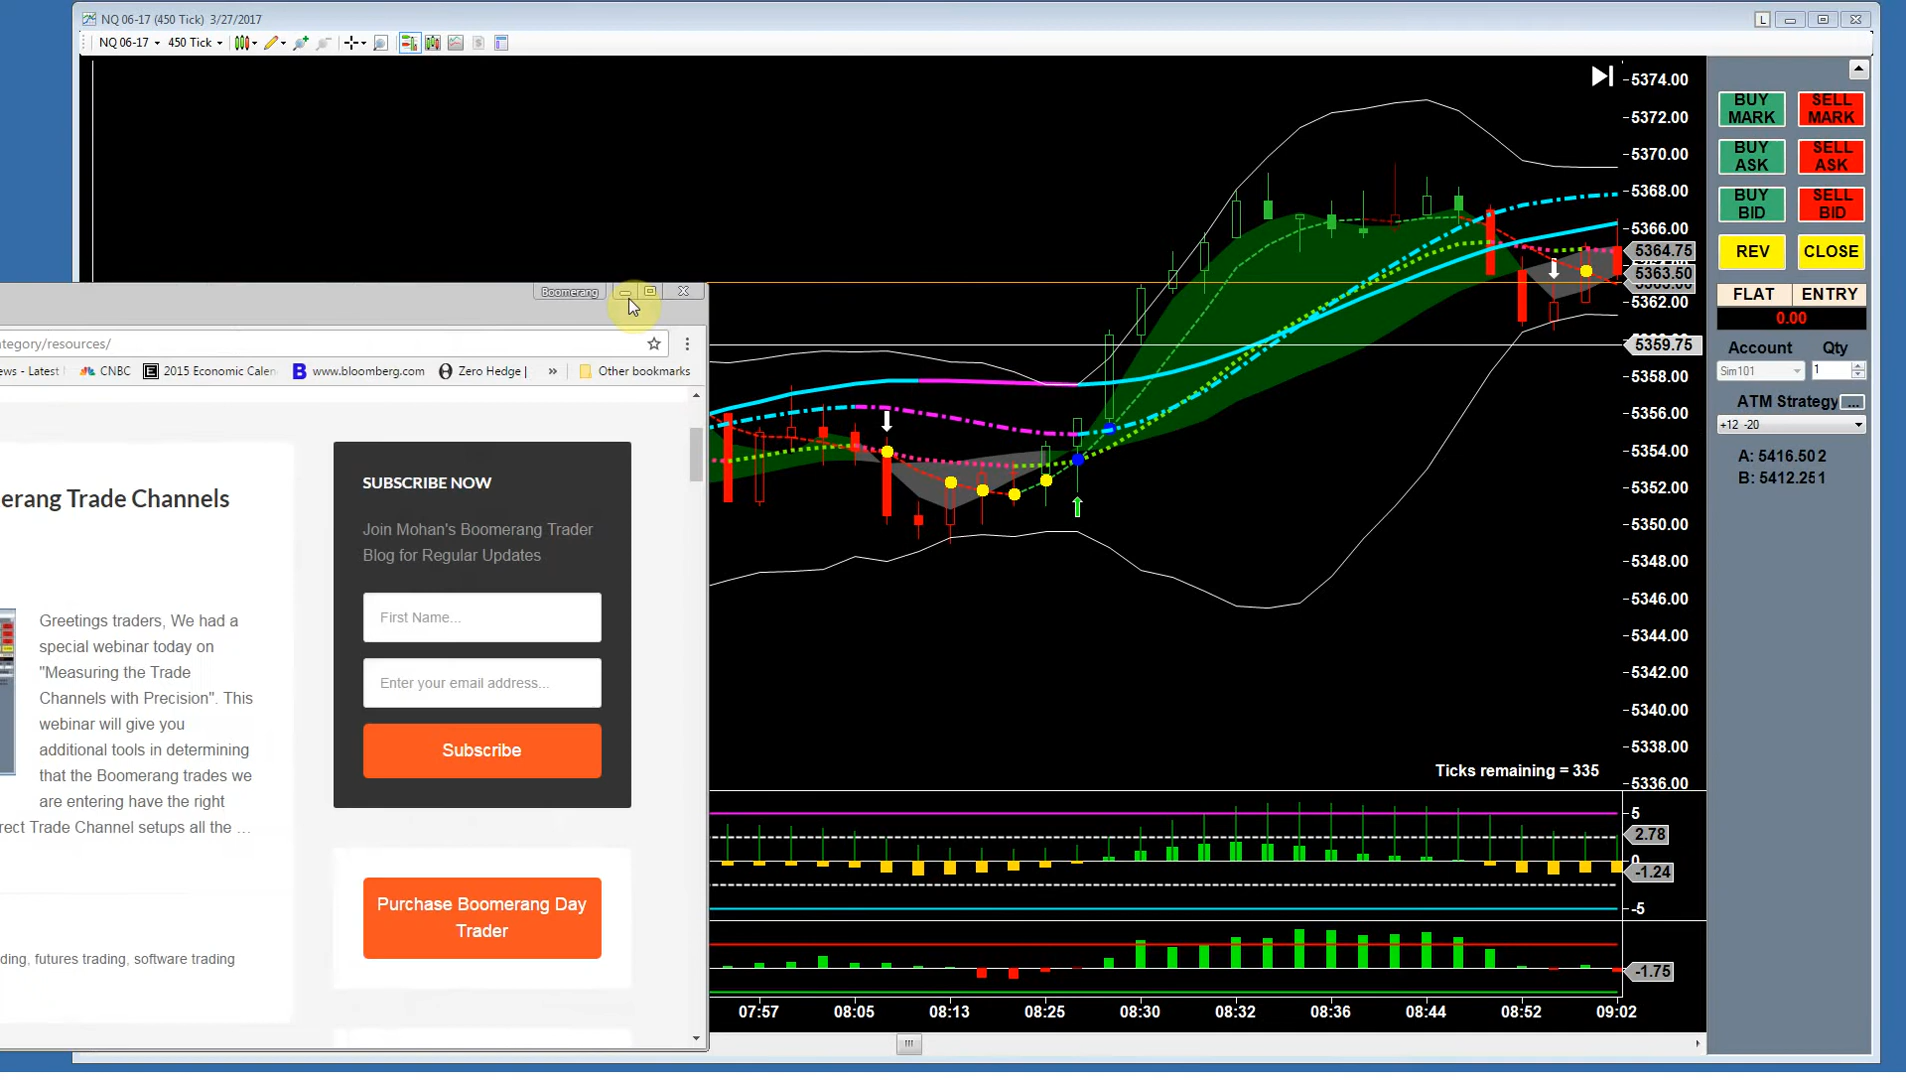 NQ 06-17 (450 Tick) 3/27/2017
L
NQ 06-17 450 Tick
5374.00
5372.00
5370.00
5368.00
5366.00
5364.75
5363.50
5362.00
5359.75
5358.00
5356.00
5354.00
5352.00
5350.00
5348.00
5346.00
5344.00
5342.00
5340.00
5338.00
5336.00
Ticks remaining = 335
5
2.78
0
-1.24
-5
-1.75
07:57 08:05 08:13 08:25 08:30 08:32 08:36 08:44 08:52 09:02
BUY MARK
SELL MARK
BUY ASK
SELL ASK
BUY BID
SELL BID
REV CLOSE
FLAT ENTRY
0.00
Account Qty
Sim101 1
ATM Strategy ...
+12 -20
A: 5416.50 2
B: 5412.25 1
Boomerang
ategory/resources/
ews - Latest CNBC 2015 Economic Calen www.bloomberg.com Zero Hedge | » Other bookmarks
erang Trade Channels
Greetings traders, We had a
special webinar today on
"Measuring the Trade
Channels with Precision". This
webinar will give you
additional tools in determining
that the Boomerang trades we
are entering have the right
rect Trade Channel setups all the ...
ding, futures trading, software trading
SUBSCRIBE NOW
Join Mohan's Boomerang Trader
Blog for Regular Updates
First Name...
Enter your email address...
Subscribe
Purchase Boomerang Day
Trader